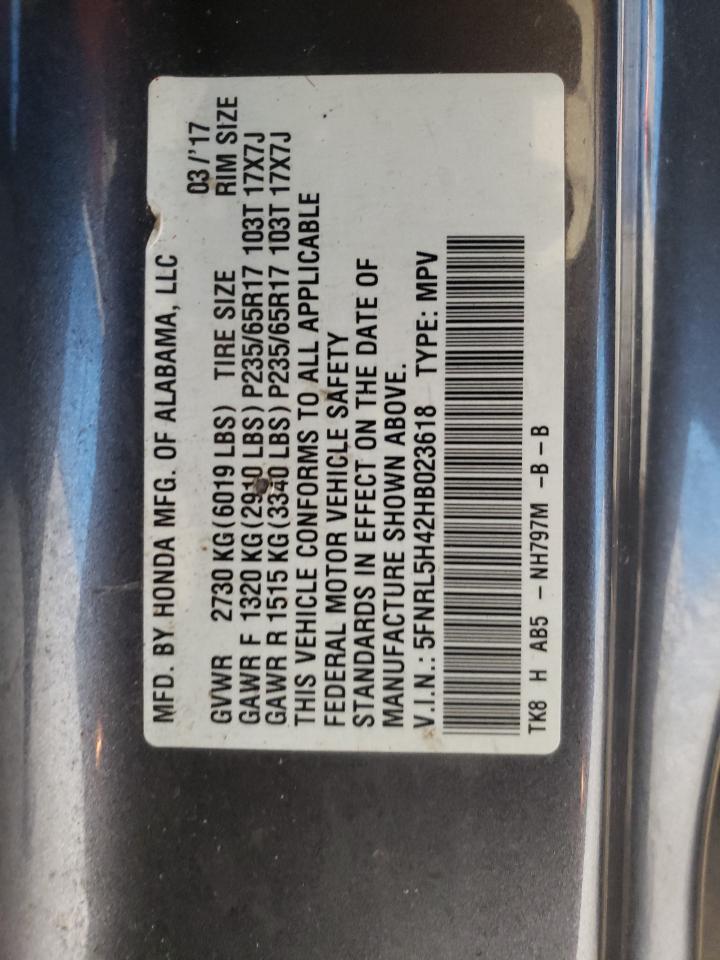 MFD. BY HONDA MFG. OF ALABAMA, LLC 03/'17
GVWR 2730 KG(6019 LBS) TIRE SIZE RIM SIZE
GAWR F 1320 KG(2910 LBS) P235/65R17 103T 17X7J
GAWR R 1515 KG(3340 LBS) P235/65R17 103T 17X7J
THIS VEHICLE CONFORMS TO ALL APPLICABLE
FEDERAL MOTOR VEHICLE SAFETY
STANDARDS IN EFFECT ON THE DATE OF
MANUFACTURE SHOWN ABOVE.
V.I.N.: 5FNRL5H42HB023618 TYPE: MPV
TK8 H AB5 - NH797M -B-B